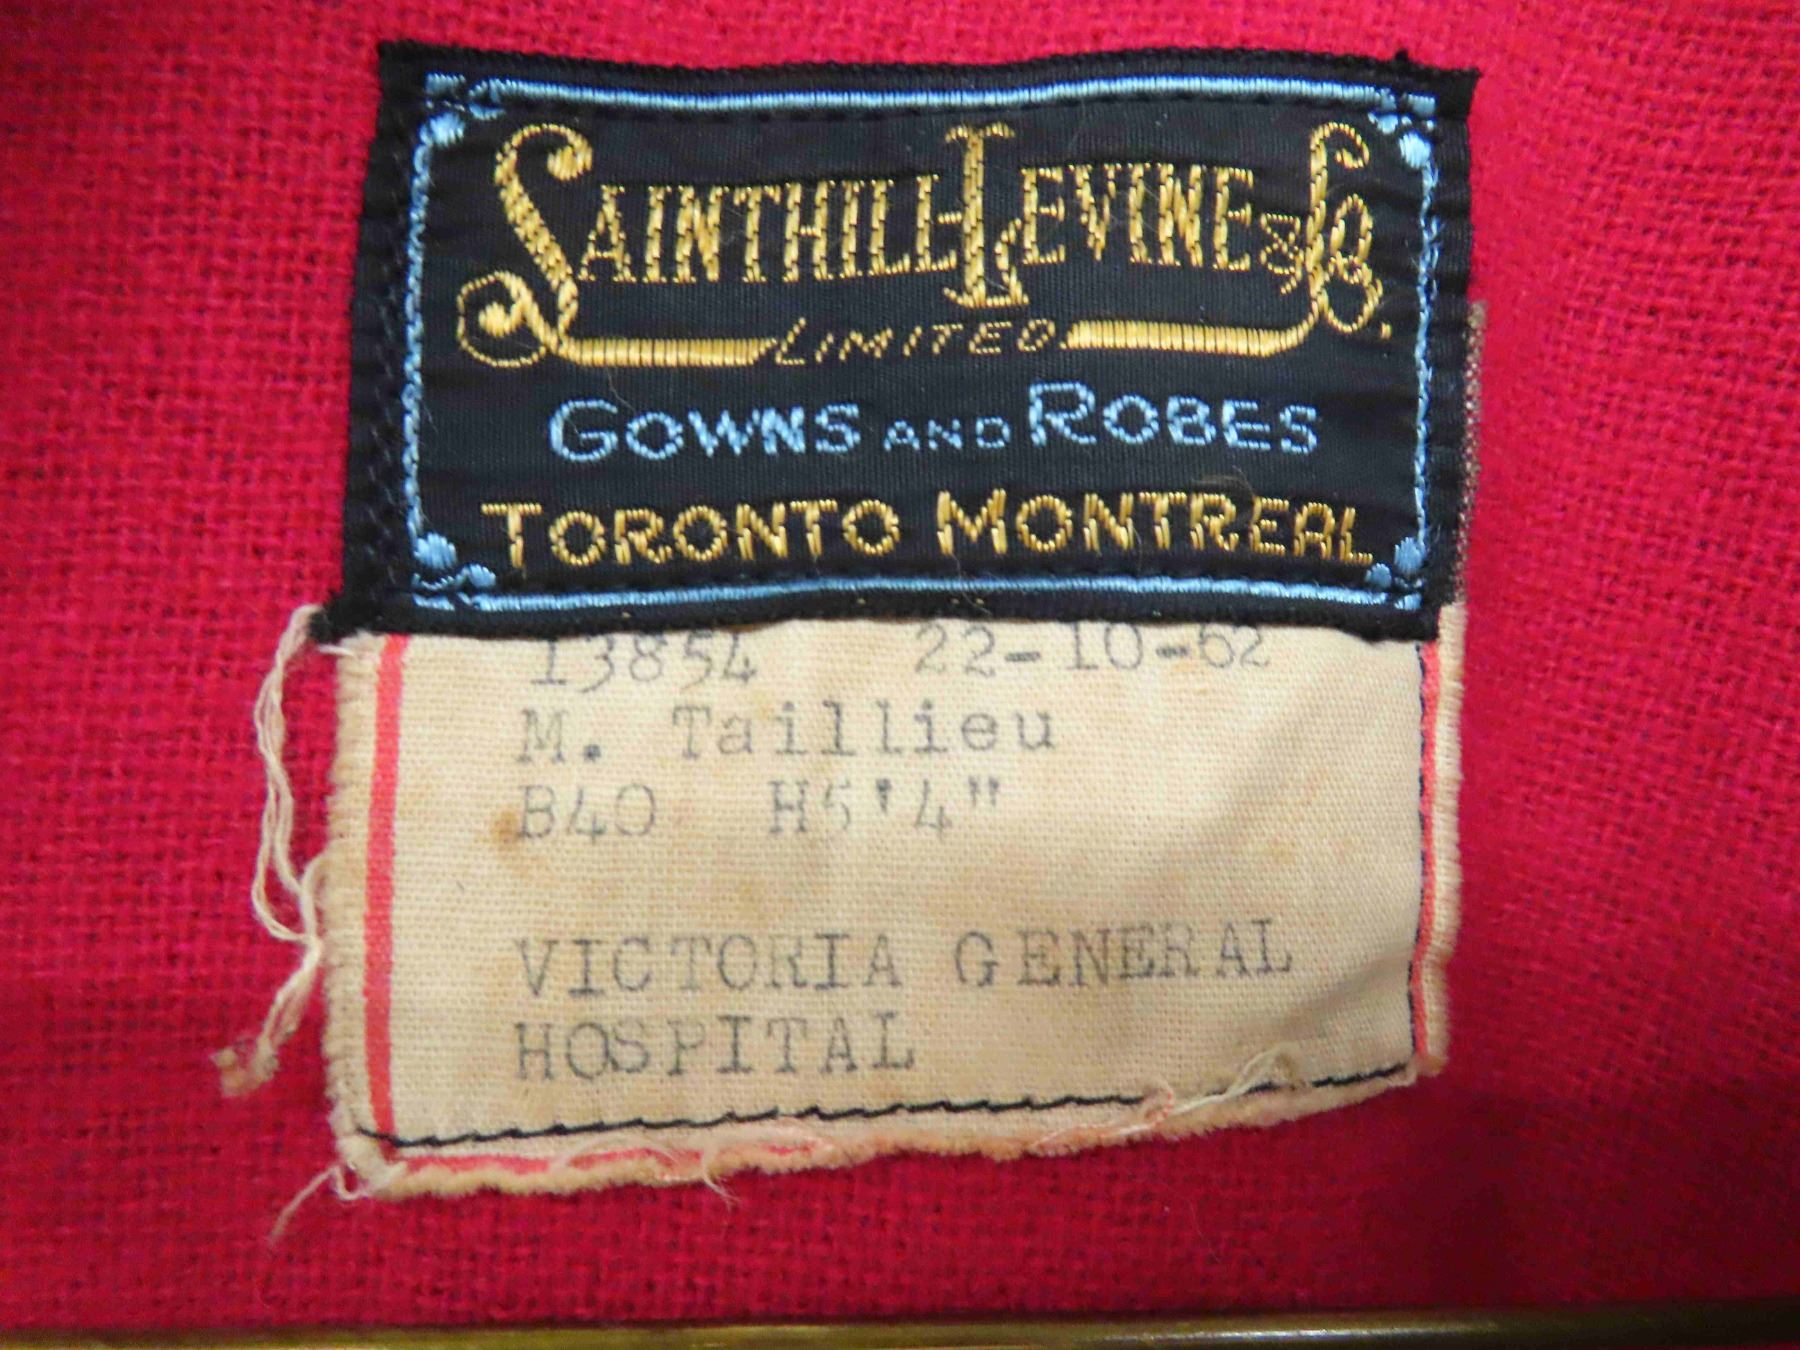 SAINTHILL-LEVINE & CO.
LIMITED
GOWNS AND ROBES
TORONTO MONTREAL
13854 22-10-62
M. Taillieu
B40 H5'4"
VICTORIA GENERAL
HOSPITAL